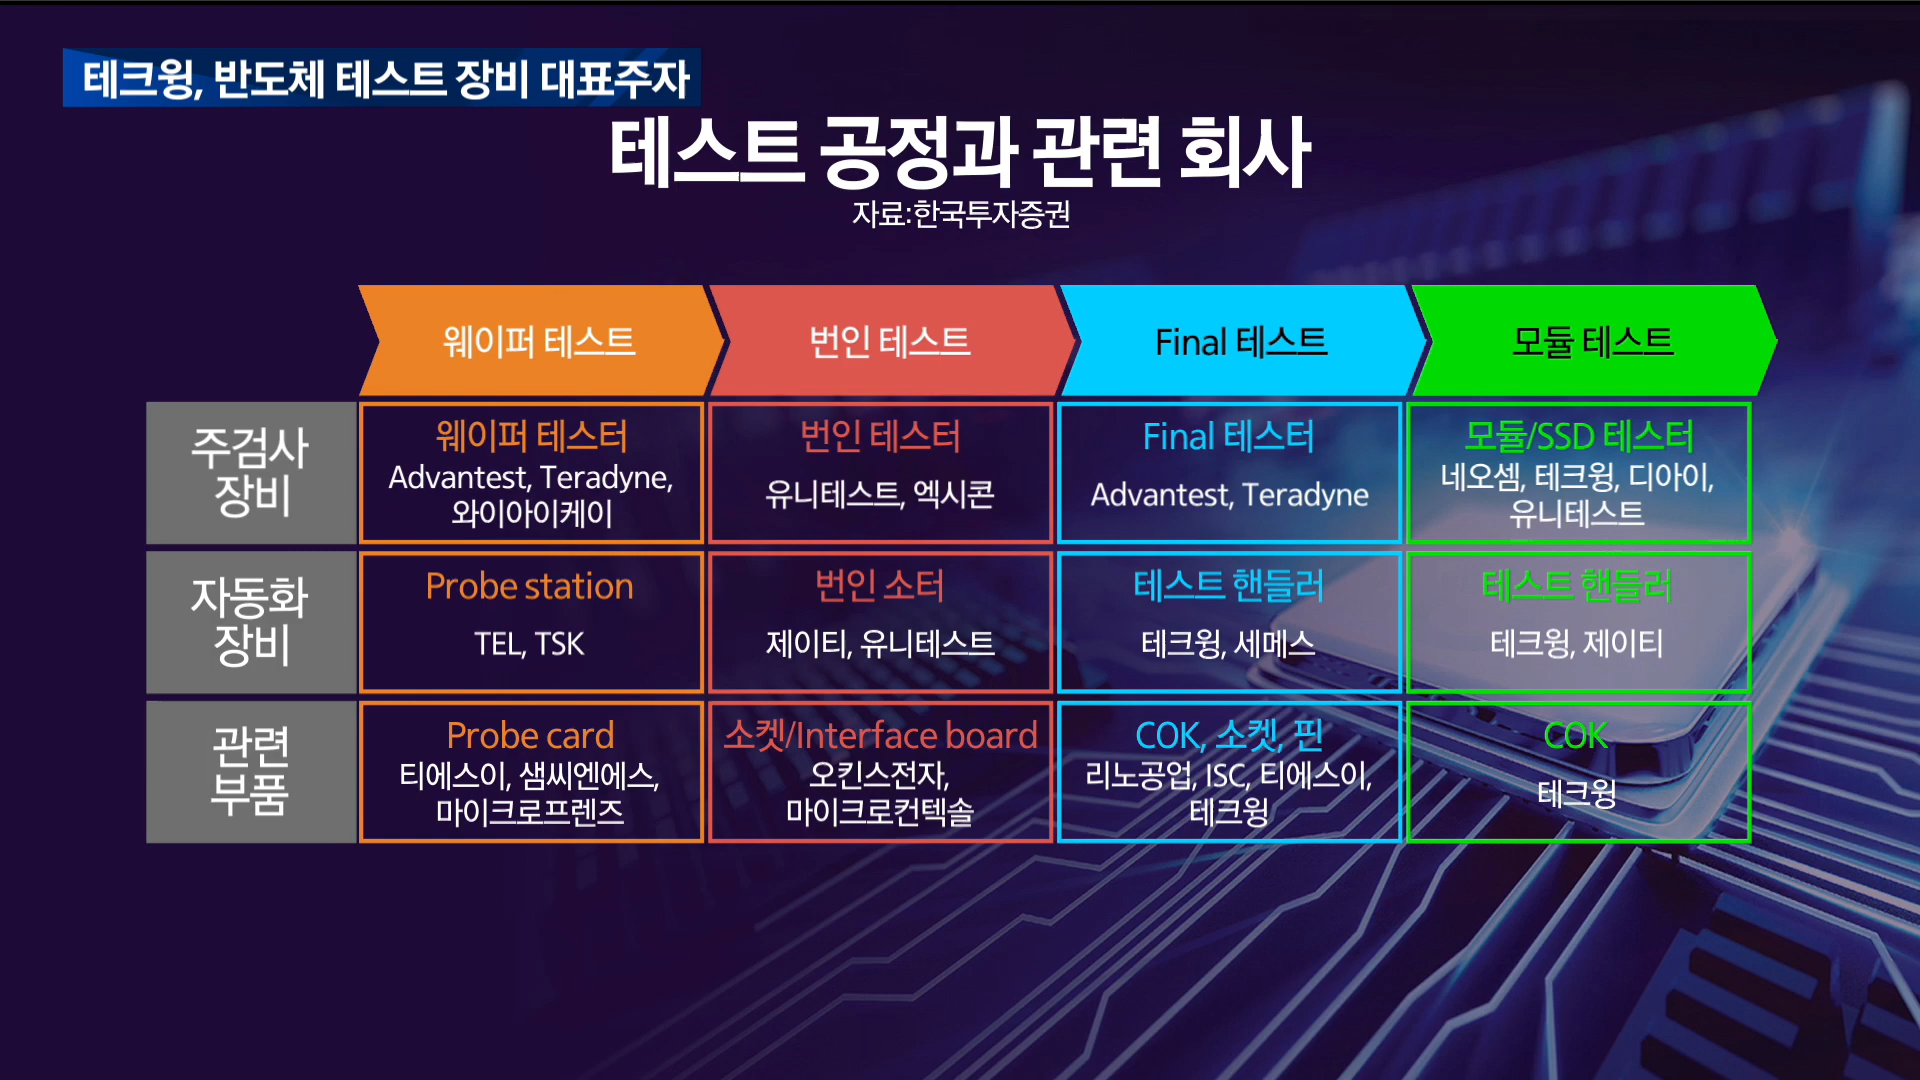 테크윙, 반도체 테스트 장비 대표주자
테스트 공정과 관련 회사
자료:한국투자증권
웨이퍼 테스트
번인 테스트
Final 테스트
모듈 테스트
주검사
장비
웨이퍼 테스터
Advantest, Teradyne,
와이아이케이
번인 테스터
유니테스트, 엑시콘
Final 테스터
Advantest, Teradyne
모듈/SSD 테스터
네오셈, 테크윙, 디아이,
유니테스트
자동화
장비
Probe station
TEL, TSK
번인 소터
제이티, 유니테스트
테스트 핸들러
테크윙, 세메스
테스트 핸들러
테크윙, 제이티
관련
부품
Probe card
티에스이, 샘씨엔에스,
마이크로프렌즈
소켓/Interface board
오킨스전자,
마이크로컨텍솔
COK, 소켓, 핀
리노공업, ISC, 티에스이,
테크윙
COK
테크윙